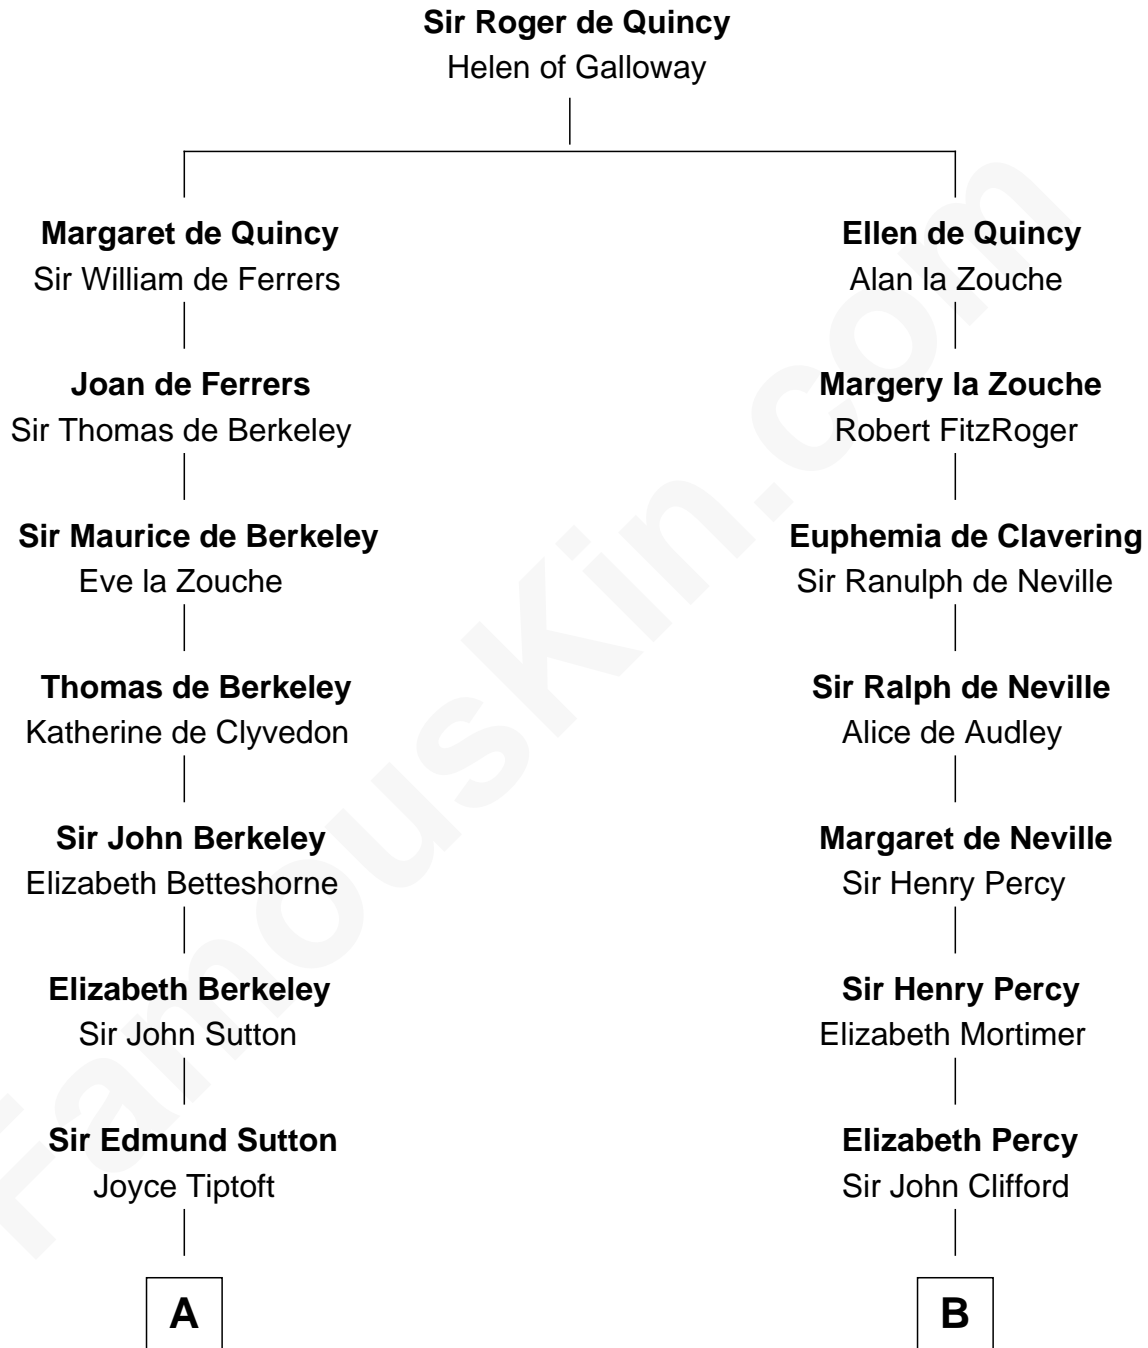 Sir Roger de Quincy
Helen of Galloway
Margaret de Quincy
Sir William de Ferrers
Ellen de Quincy
Alan la Zouche
Joan de Ferrers
Sir Thomas de Berkeley
Margery la Zouche
Robert FitzRoger
Sir Maurice de Berkeley
Eve la Zouche
Euphemia de Clavering
Sir Ranulph de Neville
Thomas de Berkeley
Katherine de Clyvedon
Sir Ralph de Neville
Alice de Audley
Sir John Berkeley
Elizabeth Betteshorne
Margaret de Neville
Sir Henry Percy
Elizabeth Berkeley
Sir John Sutton
Sir Henry Percy
Elizabeth Mortimer
Sir Edmund Sutton
Joyce Tiptoft
Elizabeth Percy
Sir John Clifford
A
B
FamousKin.com